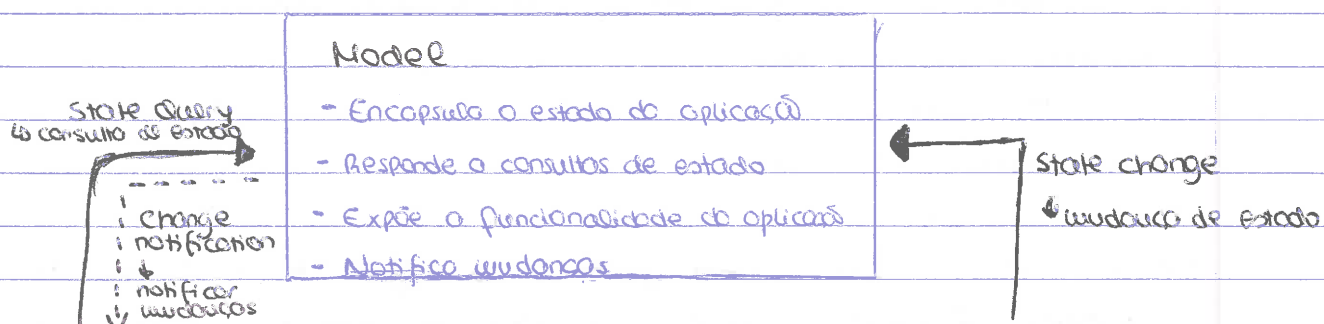 Model
- Encapsula o estado da aplicação
- Responde a consultas de estado
- Expõe a funcionalidade da aplicação
- Notifica mudanças
State Query
↳ consulta de estado
change
notification
↓
notificar
mudanças
State change
↓ mudança de estado